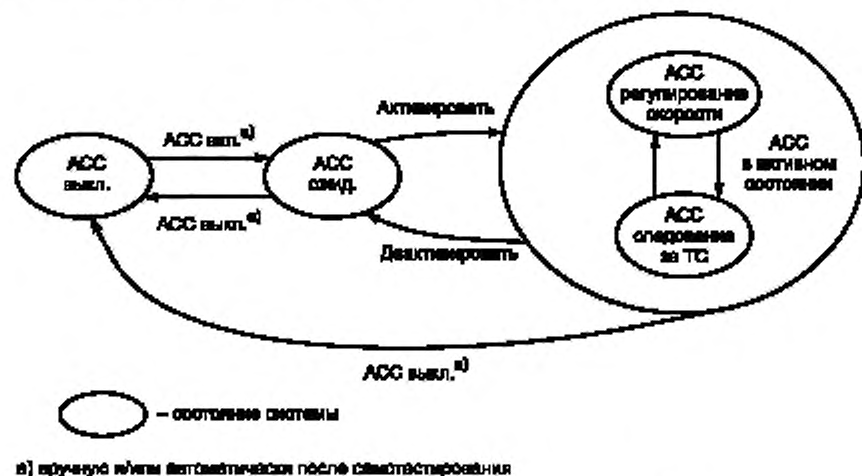 АСС
регулирование
скорости
Активировать
АСС вкл.а)
АСС
выкл.
АСС
ожид.
АСС
в активном
состоянии
АСС выкл.а)
АСС
следование
за ТС
Деактивировать
АСС выкл.а)
– состояние системы
а) вручную и/или автоматически после самотестирования